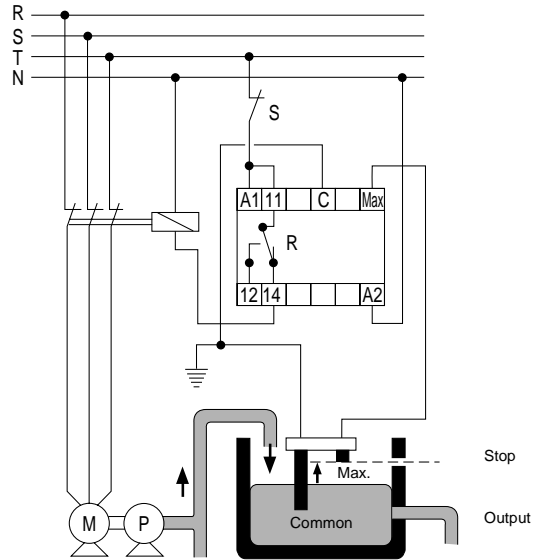 R
S
T
N
S
A1 11 C Max
R
12 14 A2
Max.
Stop
M P
Common
Output